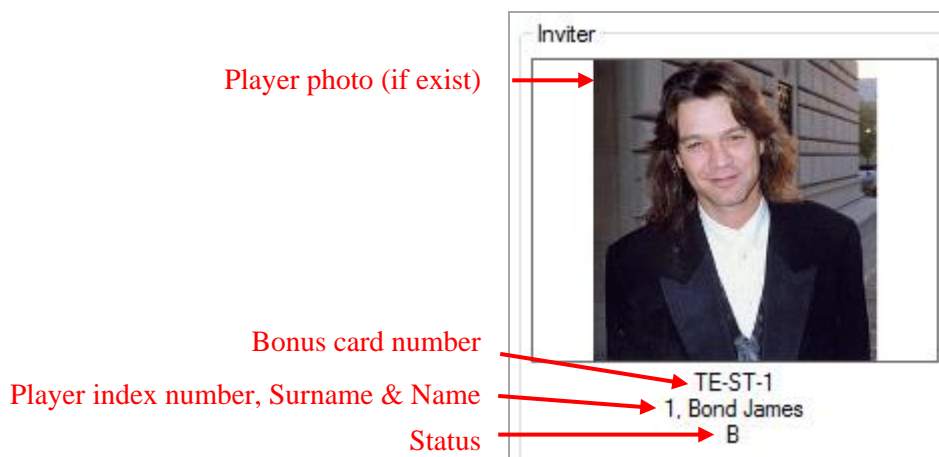 Inviter
Player photo (if exist)
Bonus card number
TE-ST-1
Player index number, Surname & Name
1, Bond James
Status
B